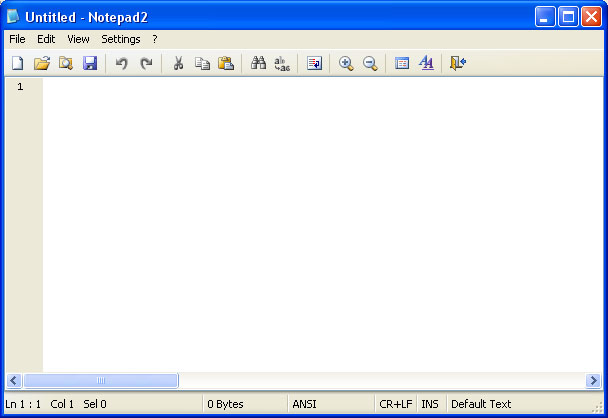 Untitled - Notepad2
File Edit View Settings ?
1
Ln 1 : 1 Col 1 Sel 0 0 Bytes ANSI CR+LF INS Default Text